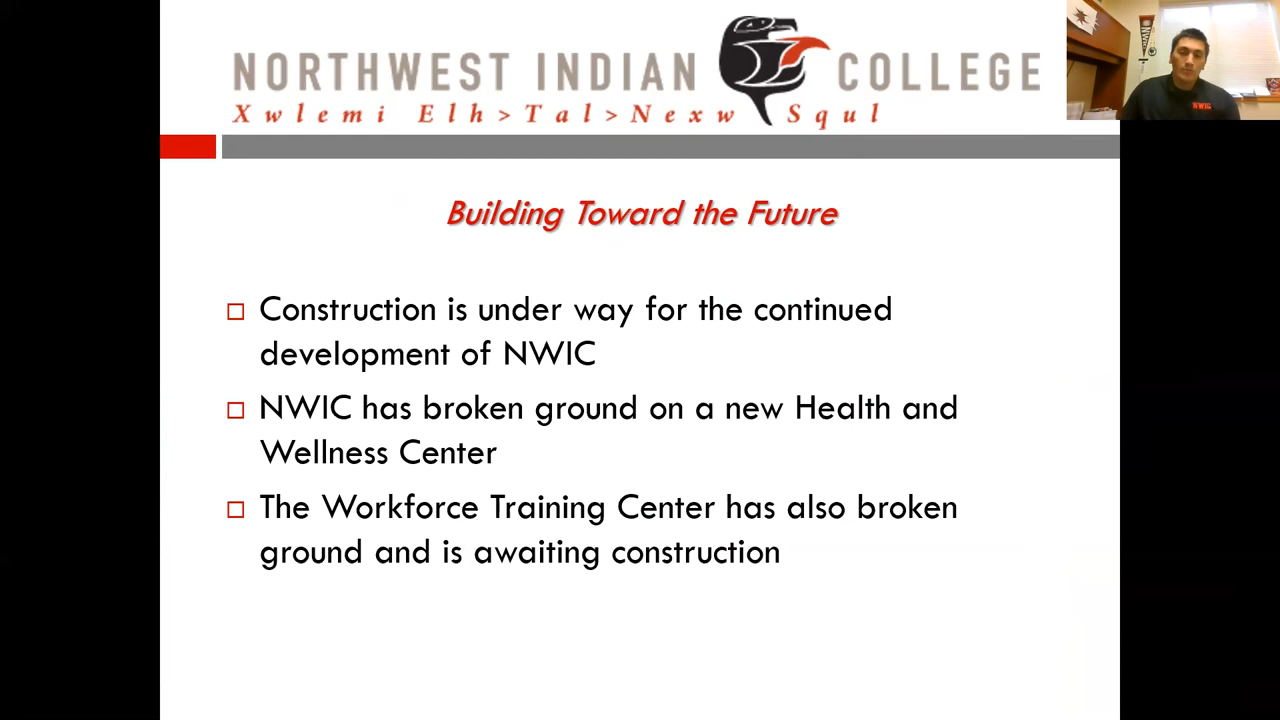 NORTHWEST INDIAN COLLEGE
Xwlemi Elh>Tal>Nexw Squl
Building Toward the Future
Construction is under way for the continued
development of NWIC
NWIC has broken ground on a new Health and
Wellness Center
The Workforce Training Center has also broken
ground and is awaiting construction
NWIC